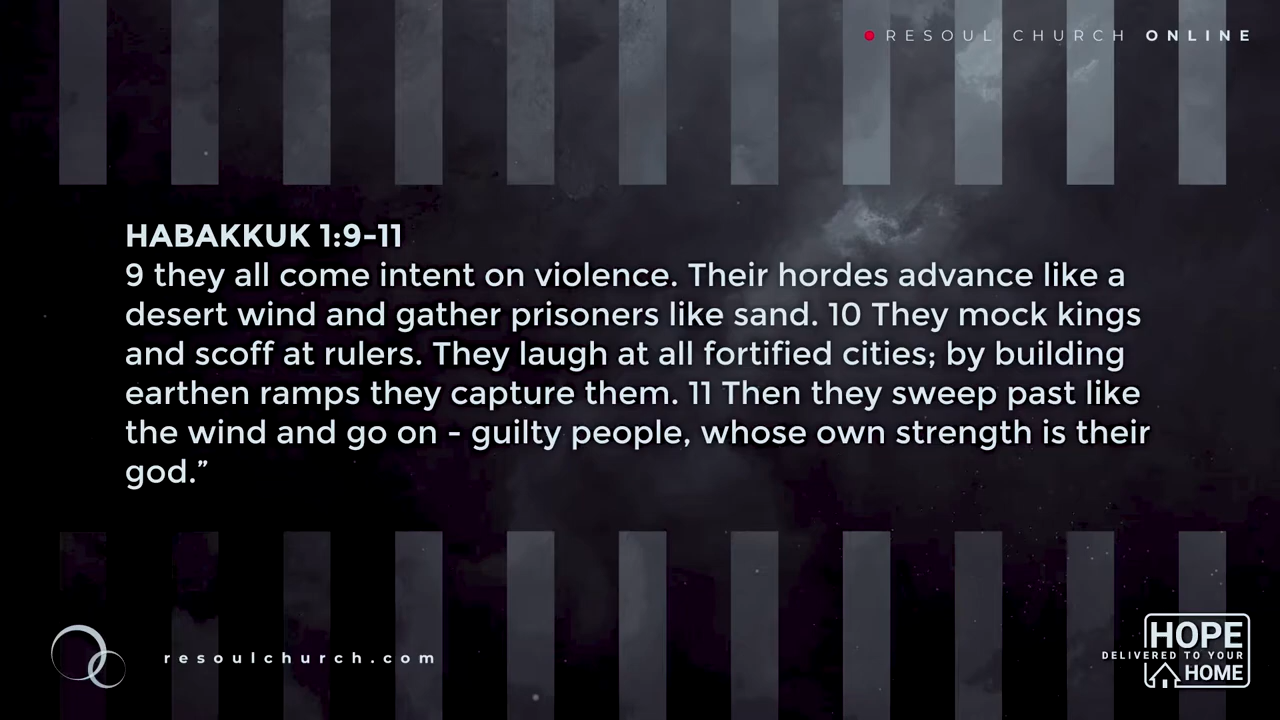 RESOUL CHURCH ONLINE
HABAKKUK 1:9-11
9 they all come intent on violence. Their hordes advance like a
desert wind and gather prisoners like sand. 10 They mock kings
and scoff at rulers. They laugh at all fortified cities; by building
earthen ramps they capture them. 11 Then they sweep past like
the wind and go on - guilty people, whose own strength is their
god.”
resoulchurch.com
HOPE
DELIVERED TO YOUR
HOME